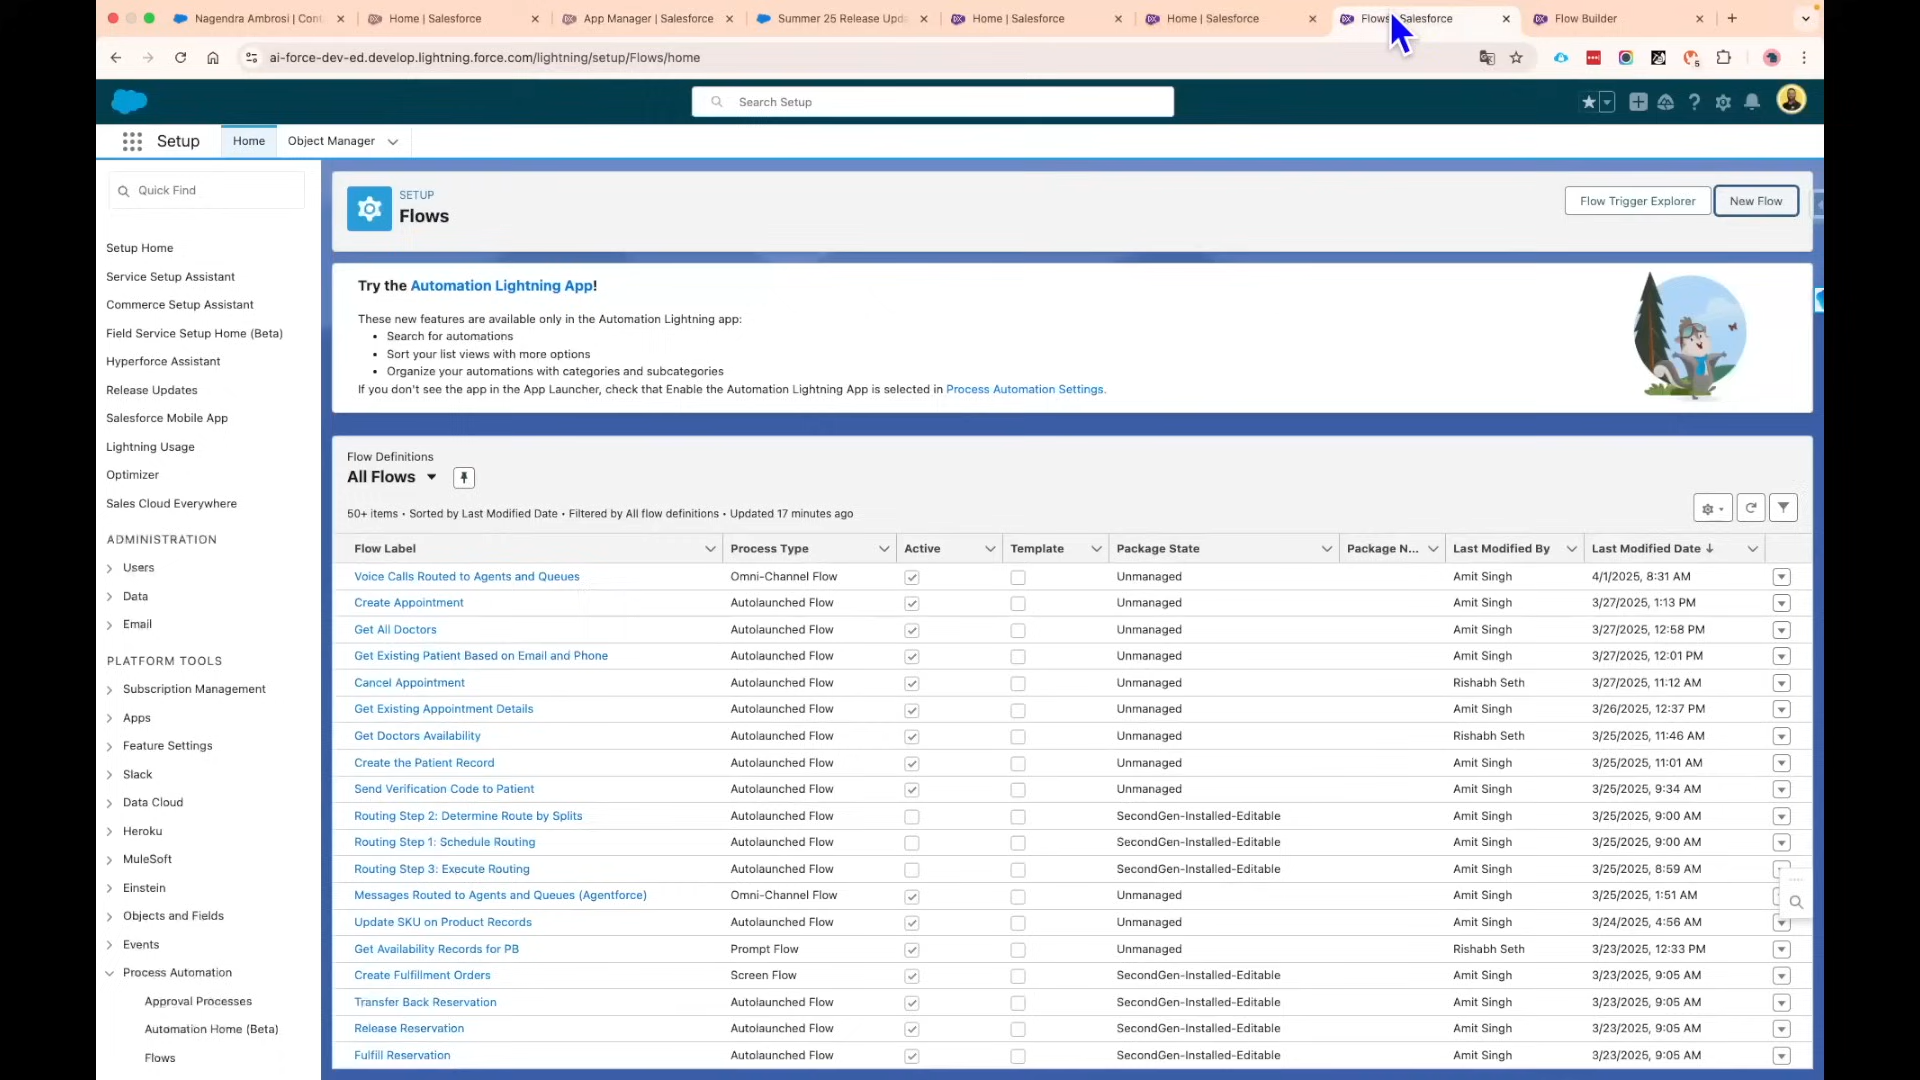 Nagendra Ambrosi | Con
Home | Salesforce
App Manager | Salesforce
Summer 25 Release Upd
Home | Salesforce
Home | Salesforce
Flows | Salesforce
Flow Builder
ai-force-dev-ed.develop.lightning.force.com/lightning/setup/Flows/home
Search Setup
Setup
Home
Object Manager
Quick Find
Setup Home
Service Setup Assistant
Commerce Setup Assistant
Field Service Setup Home (Beta)
Hyperforce Assistant
Release Updates
Salesforce Mobile App
Lightning Usage
Optimizer
Sales Cloud Everywhere
ADMINISTRATION
Users
Data
Email
PLATFORM TOOLS
Subscription Management
Apps
Feature Settings
Slack
Data Cloud
Heroku
MuleSoft
Einstein
Objects and Fields
Events
Process Automation
Approval Processes
Automation Home (Beta)
Flows
SETUP
Flows
Flow Trigger Explorer
New Flow
Try the Automation Lightning App!
These new features are available only in the Automation Lightning app:
• Search for automations
• Sort your list views with more options
• Organize your automations with categories and subcategories
If you don't see the app in the App Launcher, check that Enable the Automation Lightning App is selected in Process Automation Settings.
Flow Definitions
All Flows
50+ items • Sorted by Last Modified Date • Filtered by All flow definitions • Updated 17 minutes ago
Flow Label Process Type Active Template Package State Package N... Last Modified By Last Modified Date
Voice Calls Routed to Agents and Queues Omni-Channel Flow Unmanaged Amit Singh 4/1/2025, 8:31 AM
Create Appointment Autolaunched Flow Unmanaged Amit Singh 3/27/2025, 1:13 PM
Get All Doctors Autolaunched Flow Unmanaged Amit Singh 3/27/2025, 12:58 PM
Get Existing Patient Based on Email and Phone Autolaunched Flow Unmanaged Amit Singh 3/27/2025, 12:01 PM
Cancel Appointment Autolaunched Flow Unmanaged Rishabh Seth 3/27/2025, 11:12 AM
Get Existing Appointment Details Autolaunched Flow Unmanaged Amit Singh 3/26/2025, 12:37 PM
Get Doctors Availability Autolaunched Flow Unmanaged Rishabh Seth 3/25/2025, 11:46 AM
Create the Patient Record Autolaunched Flow Unmanaged Amit Singh 3/25/2025, 11:01 AM
Send Verification Code to Patient Autolaunched Flow Unmanaged Amit Singh 3/25/2025, 9:34 AM
Routing Step 2: Determine Route by Splits Autolaunched Flow SecondGen-Installed-Editable Amit Singh 3/25/2025, 9:00 AM
Routing Step 1: Schedule Routing Autolaunched Flow SecondGen-Installed-Editable Amit Singh 3/25/2025, 9:00 AM
Routing Step 3: Execute Routing Autolaunched Flow SecondGen-Installed-Editable Amit Singh 3/25/2025, 8:59 AM
Messages Routed to Agents and Queues (Agentforce) Omni-Channel Flow Unmanaged Amit Singh 3/25/2025, 1:51 AM
Update SKU on Product Records Autolaunched Flow Unmanaged Amit Singh 3/24/2025, 4:56 AM
Get Availability Records for PB Prompt Flow Unmanaged Rishabh Seth 3/23/2025, 12:33 PM
Create Fulfillment Orders Screen Flow SecondGen-Installed-Editable Amit Singh 3/23/2025, 9:05 AM
Transfer Back Reservation Autolaunched Flow SecondGen-Installed-Editable Amit Singh 3/23/2025, 9:05 AM
Release Reservation Autolaunched Flow SecondGen-Installed-Editable Amit Singh 3/23/2025, 9:05 AM
Fulfill Reservation Autolaunched Flow SecondGen-Installed-Editable Amit Singh 3/23/2025, 9:05 AM